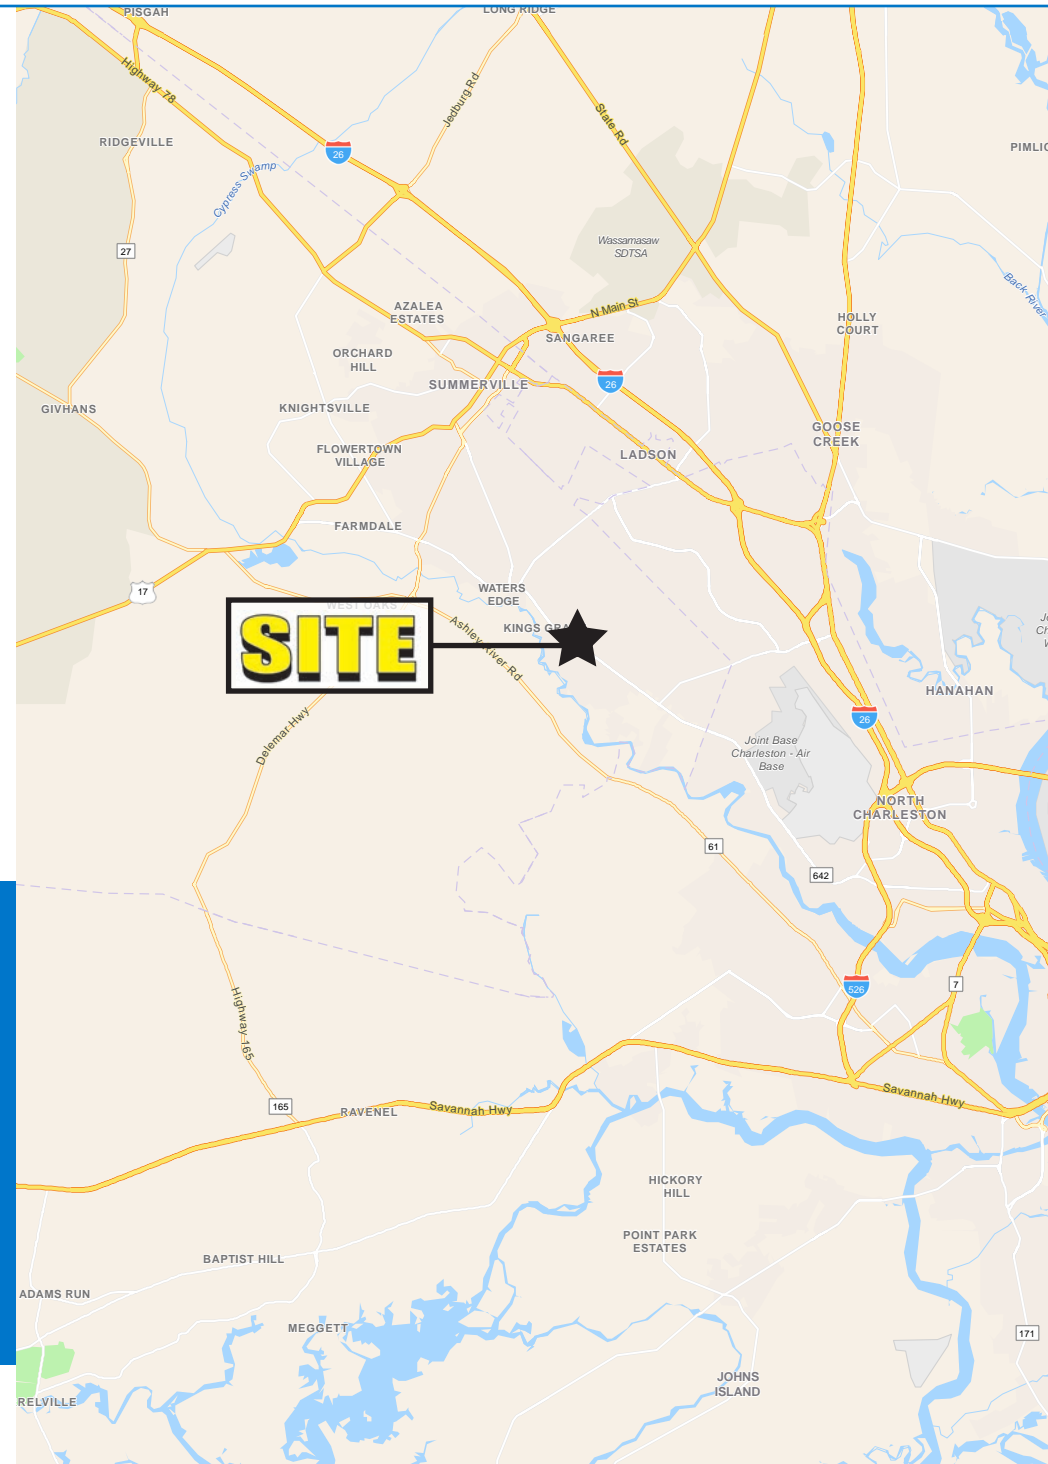 PISGAH
LONG RIDGE
Highway 78
Jedburg Rd
State Rd
26
RIDGEVILLE
Cypress Swamp
27
Wassamasaw
SDTSA
Back River
AZALEA
ESTATES
N Main St
HOLLY
COURT
SANGAREE
ORCHARD
HILL
SUMMERVILLE
26
GIVHANS
KNIGHTSVILLE
GOOSE
CREEK
FLOWERTOWN
VILLAGE
LADSON
FARMDALE
17
WATERS
EDGE
WEST OAKS
SITE
Ashley River Rd
HANAHAN
26
Delemar Hwy
Joint Base
Charleston - Air
Base
NORTH
CHARLESTON
61
642
526
7
Highway 165
165
RAVENEL
Savannah Hwy
Savannah Hwy
HICKORY
HILL
POINT PARK
ESTATES
BAPTIST HILL
ADAMS RUN
MEGGETT
171
JOHNS
ISLAND
RELVILLE